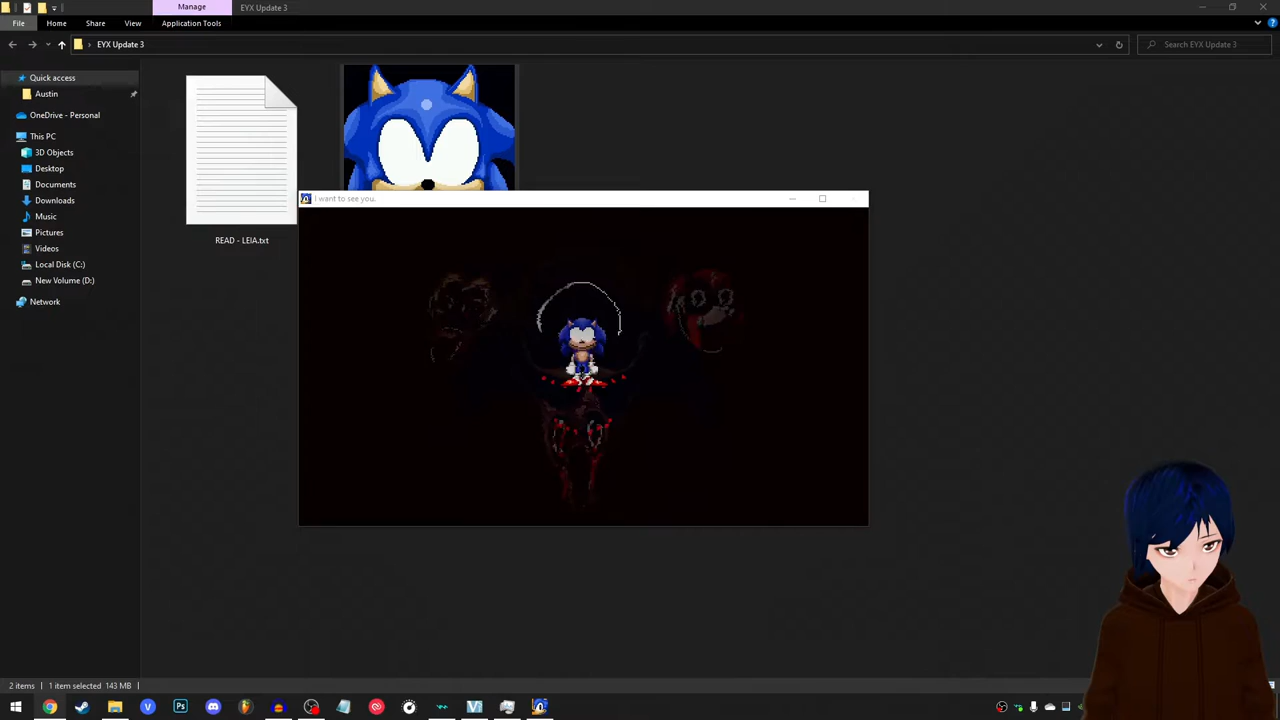 Manage
EYX Update 3
File
Home
Share
View
Application Tools
EYX Update 3
Search EYX Update 3
Quick access
Austin
OneDrive - Personal
This PC
3D Objects
Desktop
Documents
Downloads
Music
Pictures
Videos
Local Disk (C:)
New Volume (D:)
Network
READ - LEIA.txt
I want to see you.
2 items
1 item selected 143 MB